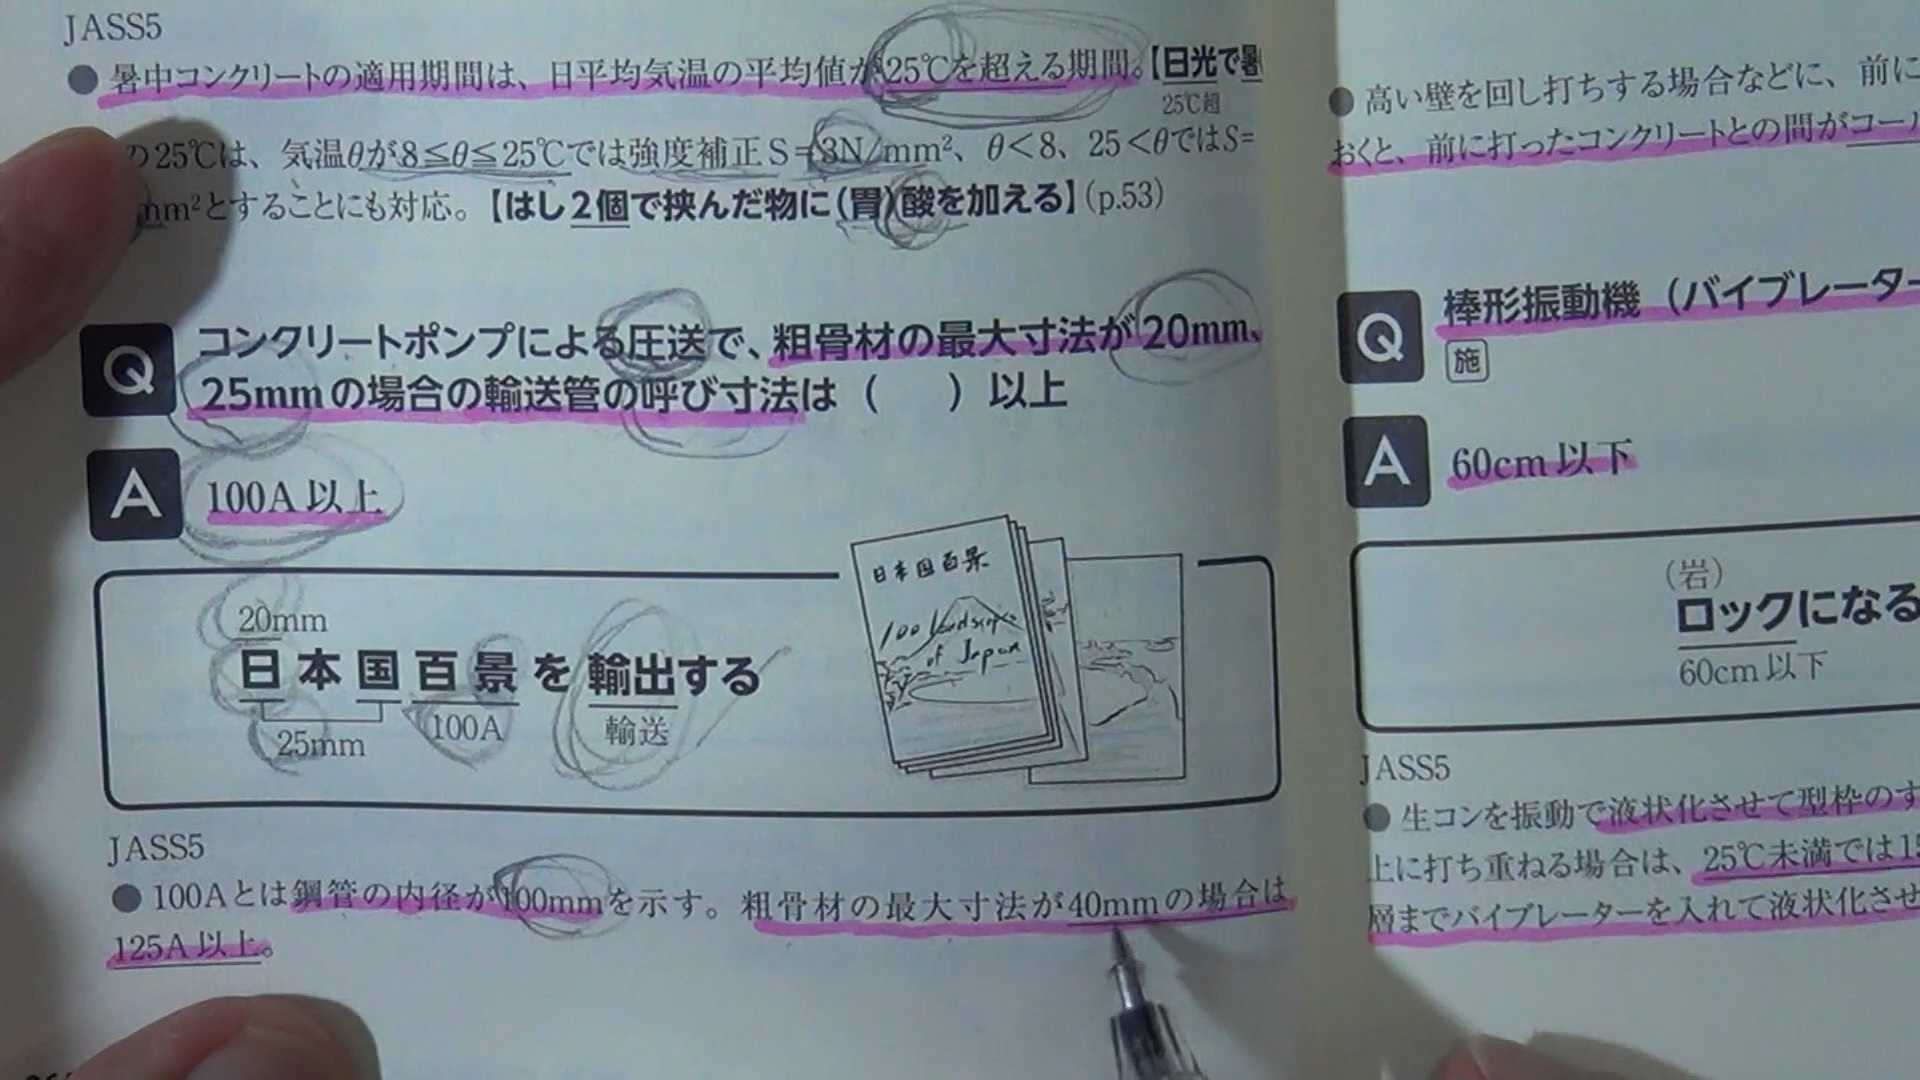 JASS5
● 暑中コンクリートの適用期間は、日平均気温の平均値が25℃を超える期間。【日光で暑
25℃超
の25℃は、気温θが8≦θ≦25℃では強度補正S=3N/mm²、θ<8、25<θではS=
mm²とすることにも対応。【はし2個で挟んだ物に(胃)酸を加える】(p.53)
Q コンクリートポンプによる圧送で、粗骨材の最大寸法が20mm、
25mmの場合の輸送管の呼び寸法は（　　）以上
A 100A以上
20mm
日本国百景を輸出する
25mm 100A 輸送
日本国百景
100 landscape
of Japan
JASS5
● 100Aとは鋼管の内径が100mmを示す。粗骨材の最大寸法が40mmの場合は
125A以上。
● 高い壁を回し打ちする場合などに、前に
おくと、前に打ったコンクリートとの間がコール
Q 棒形振動機（バイブレーター
施
A 60cm以下
(岩)
ロックになる
60cm以下
JASS5
● 生コンを振動で液状化させて型枠のす
上に打ち重ねる場合は、25℃未満では15
層までバイブレーターを入れて液状化させ